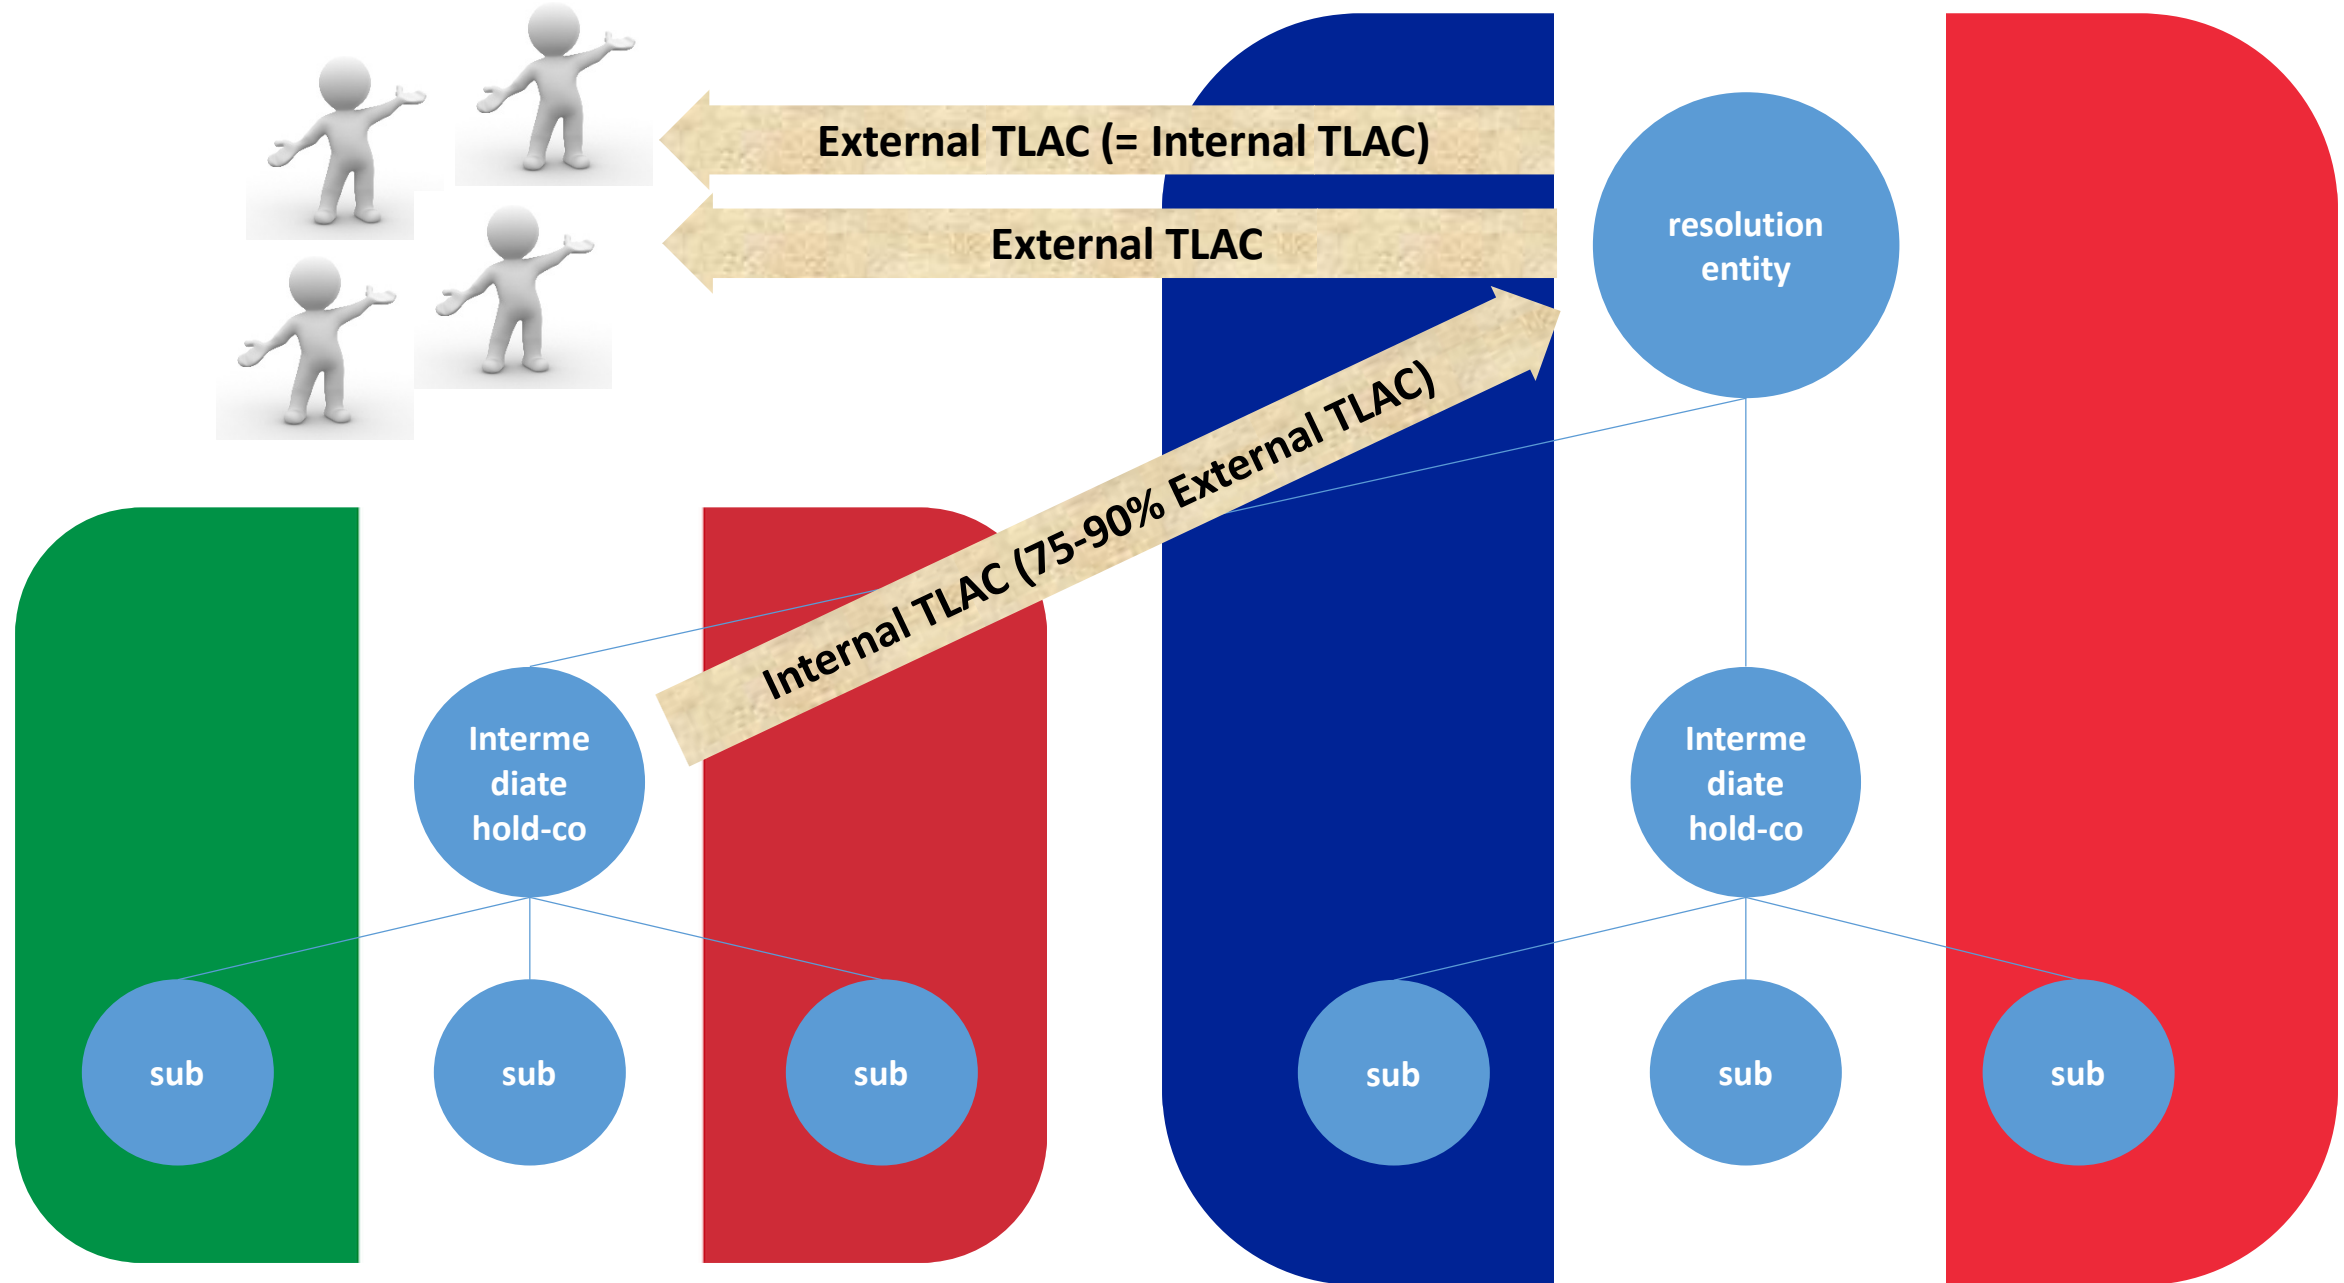 External TLAC (= Internal TLAC)
External TLAC
resolution
entity
Internal TLAC (75-90% External TLAC)
Interme
diate
hold-co
Interme
diate
hold-co
sub
sub
sub
sub
sub
sub